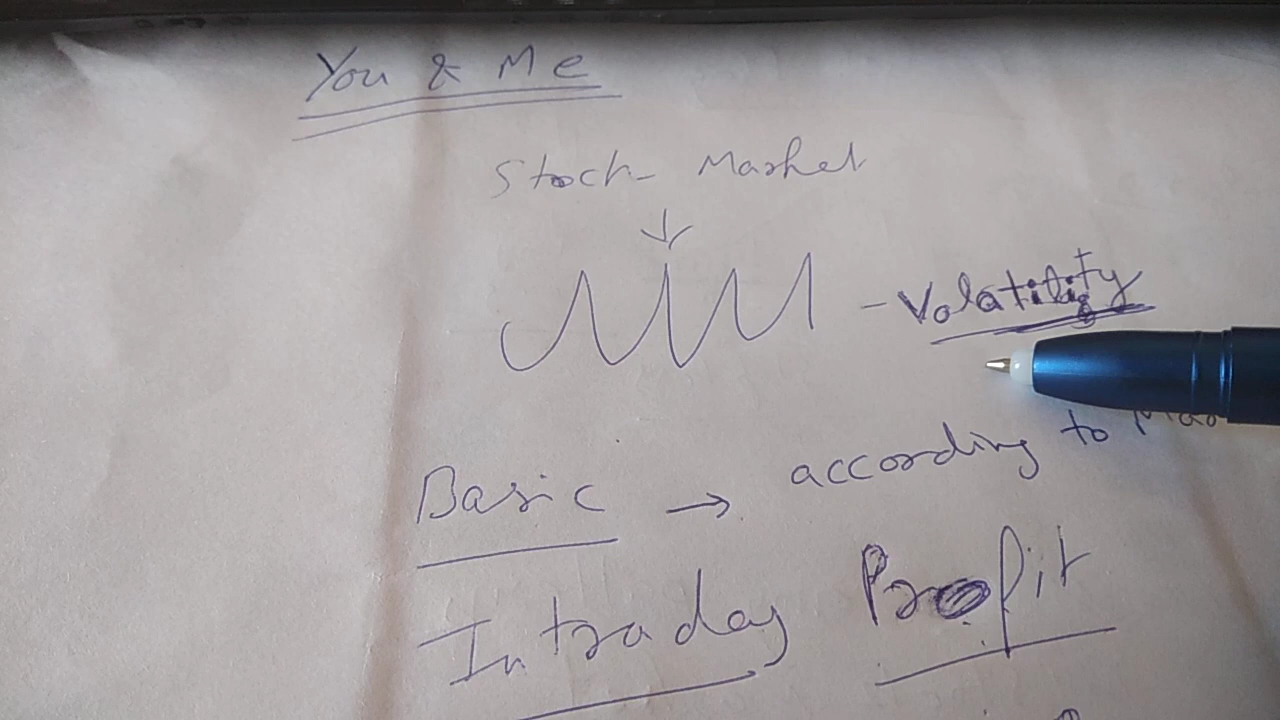 You & Me
Stock Market
- Volatility
Basic → according to
Intraday Profit